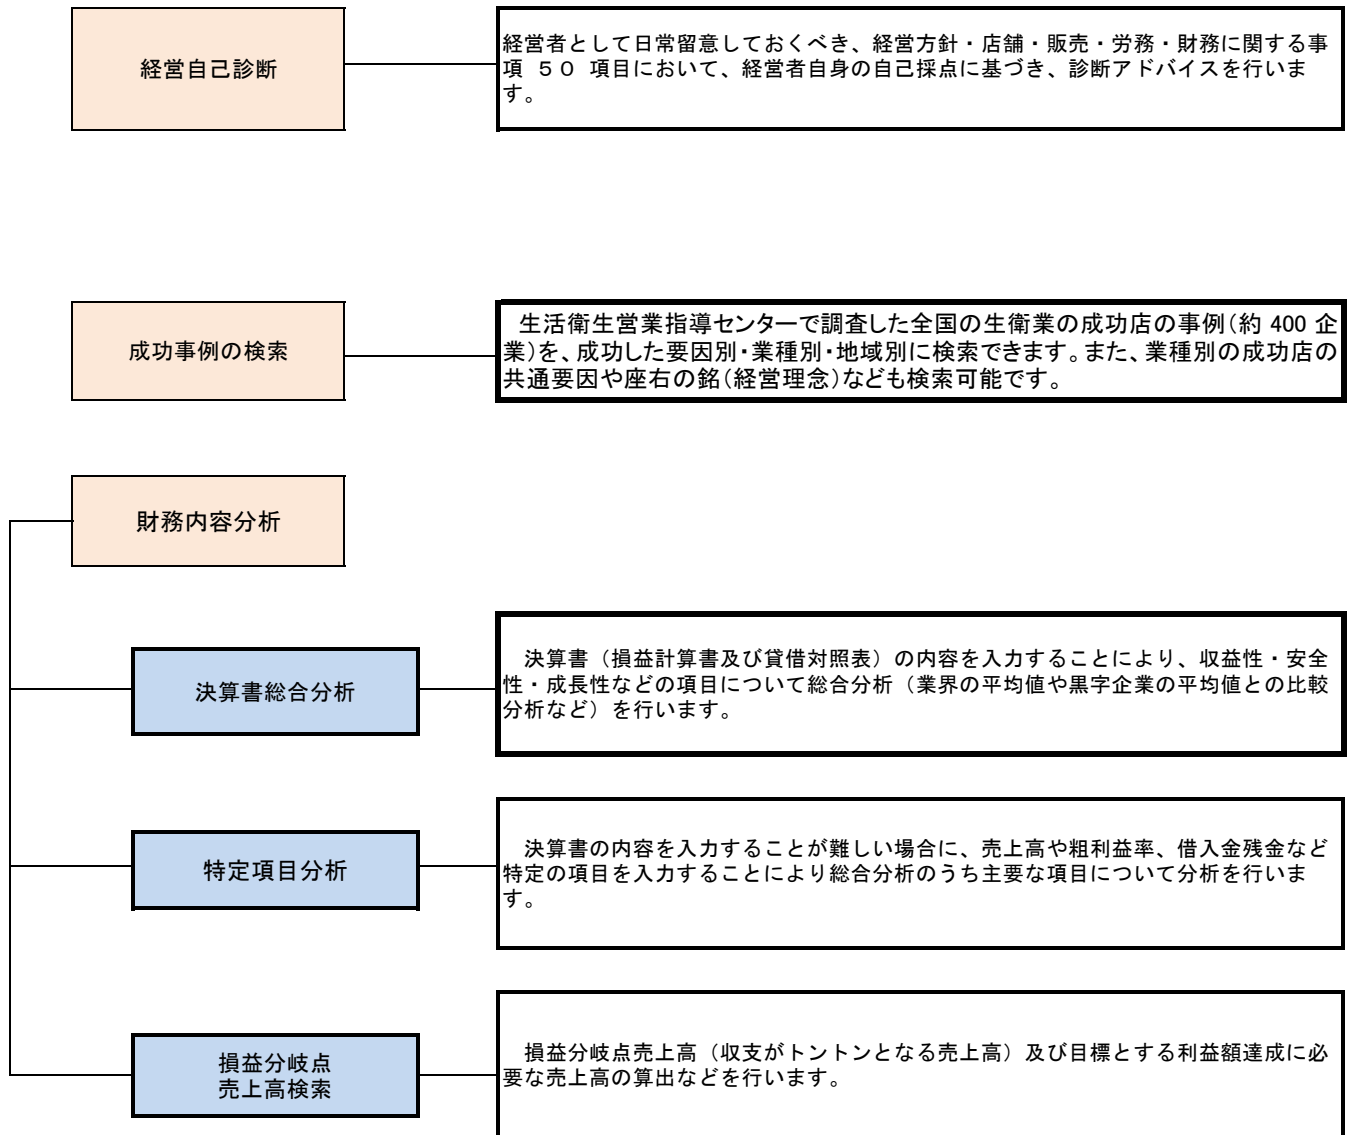 経営自己診断
経営者として日常留意しておくべき、経営方針・店舗・販売・労務・財務に関する事
項 ５０ 項目において、経営者自身の自己採点に基づき、診断アドバイスを行いま
す。
成功事例の検索
生活衛生営業指導センターで調査した全国の生衛業の成功店の事例（約 400 企
業）を、成功した要因別・業種別・地域別に検索できます。また、業種別の成功店の
共通要因や座右の銘（経営理念）なども検索可能です。
財務内容分析
決算書総合分析
決算書（損益計算書及び貸借対照表）の内容を入力することにより、収益性・安全
性・成長性などの項目について総合分析（業界の平均値や黒字企業の平均値との比較
分析など）を行います。
特定項目分析
決算書の内容を入力することが難しい場合に、売上高や粗利益率、借入金残金など
特定の項目を入力することにより総合分析のうち主要な項目について分析を行いま
す。
損益分岐点
売上高検索
損益分岐点売上高（収支がトントンとなる売上高）及び目標とする利益額達成に必
要な売上高の算出などを行います。